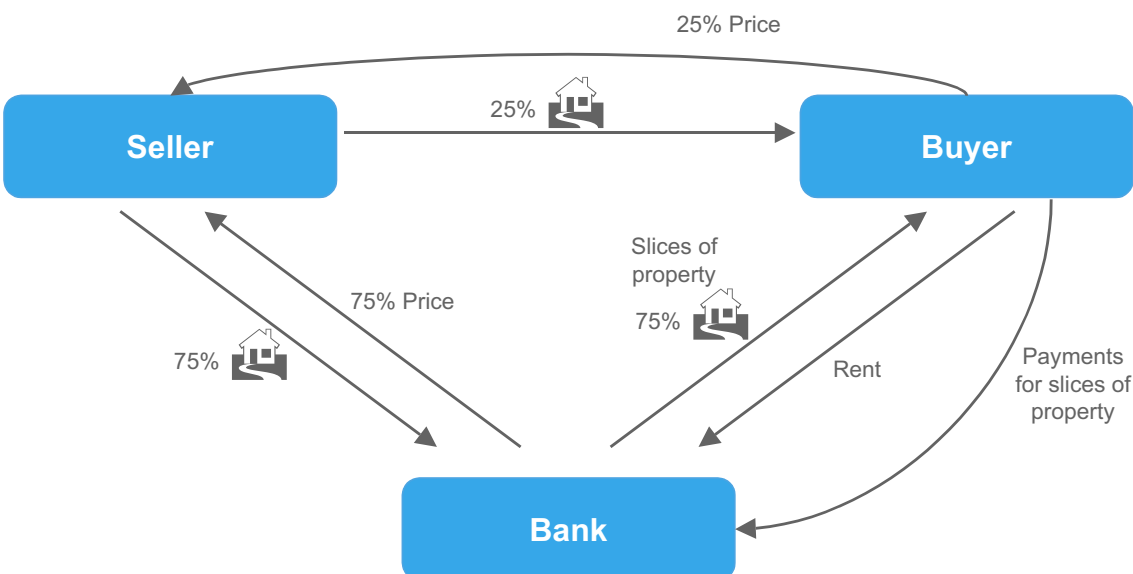 25% Price
25%
Seller
Buyer
Slices of
property
75% Price
75%
75%
Rent
Payments
for slices of
property
Bank